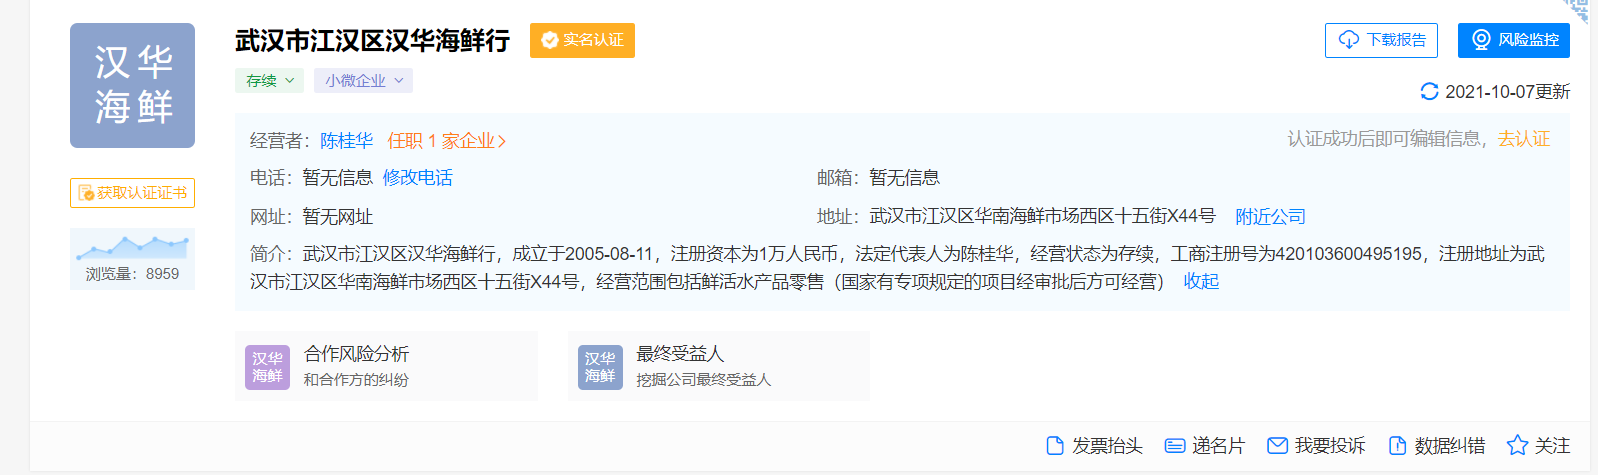 汉华
海鲜
武汉市江汉区汉华海鲜行 实名认证
下载报告 风险监控
存续 小微企业
2021-10-07更新
经营者：陈桂华 任职 1 家企业>
认证成功后即可编辑信息，去认证
电话：暂无信息 修改电话
邮箱：暂无信息
网址：暂无网址
地址：武汉市江汉区华南海鲜市场西区十五街X44号 附近公司
简介：武汉市江汉区汉华海鲜行，成立于2005-08-11，注册资本为1万人民币，法定代表人为陈桂华，经营状态为存续，工商注册号为420103600495195，注册地址为武
汉市江汉区华南海鲜市场西区十五街X44号，经营范围包括鲜活水产品零售（国家有专项规定的项目经审批后方可经营） 收起
获取认证证书
浏览量：8959
汉华
海鲜
合作风险分析
和合作方的纠纷
汉华
海鲜
最终受益人
挖掘公司最终受益人
发票抬头 递名片 我要投诉 数据纠错 关注